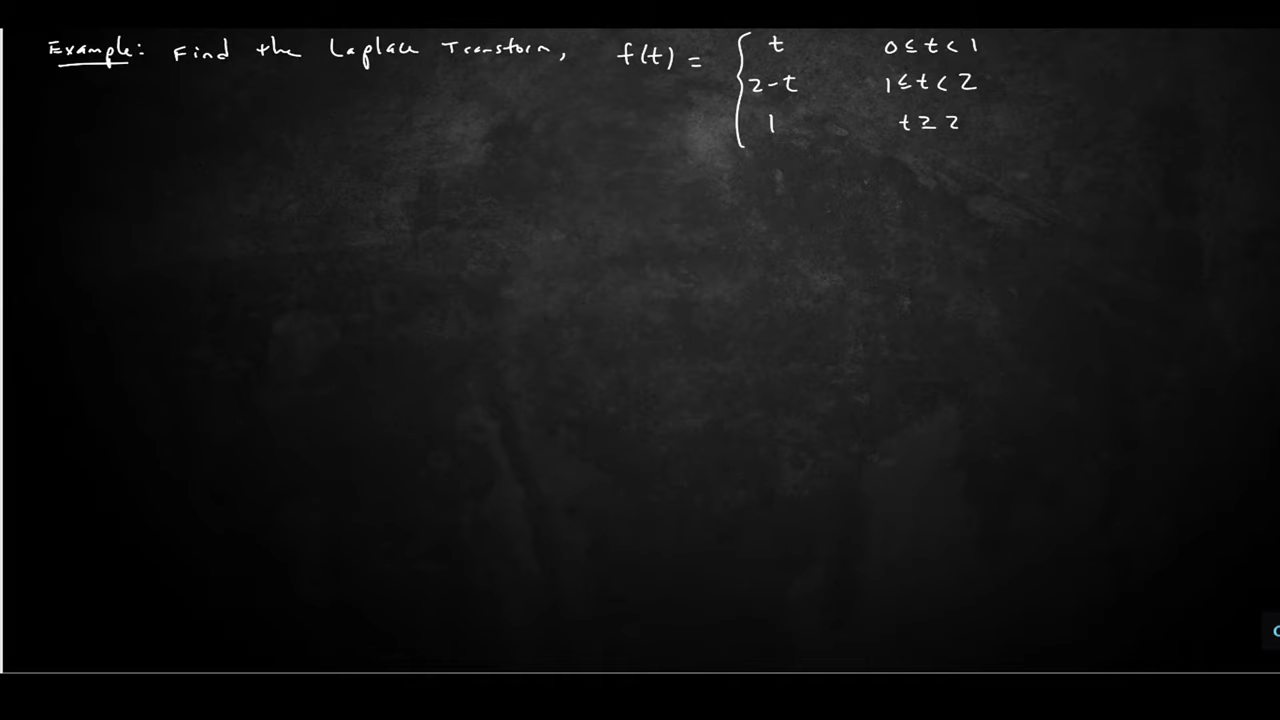 Example: Find the Laplace Transform, f(t) = { t 0 ≤ t < 1
2-t 1 ≤ t < 2
1 t ≥ 2